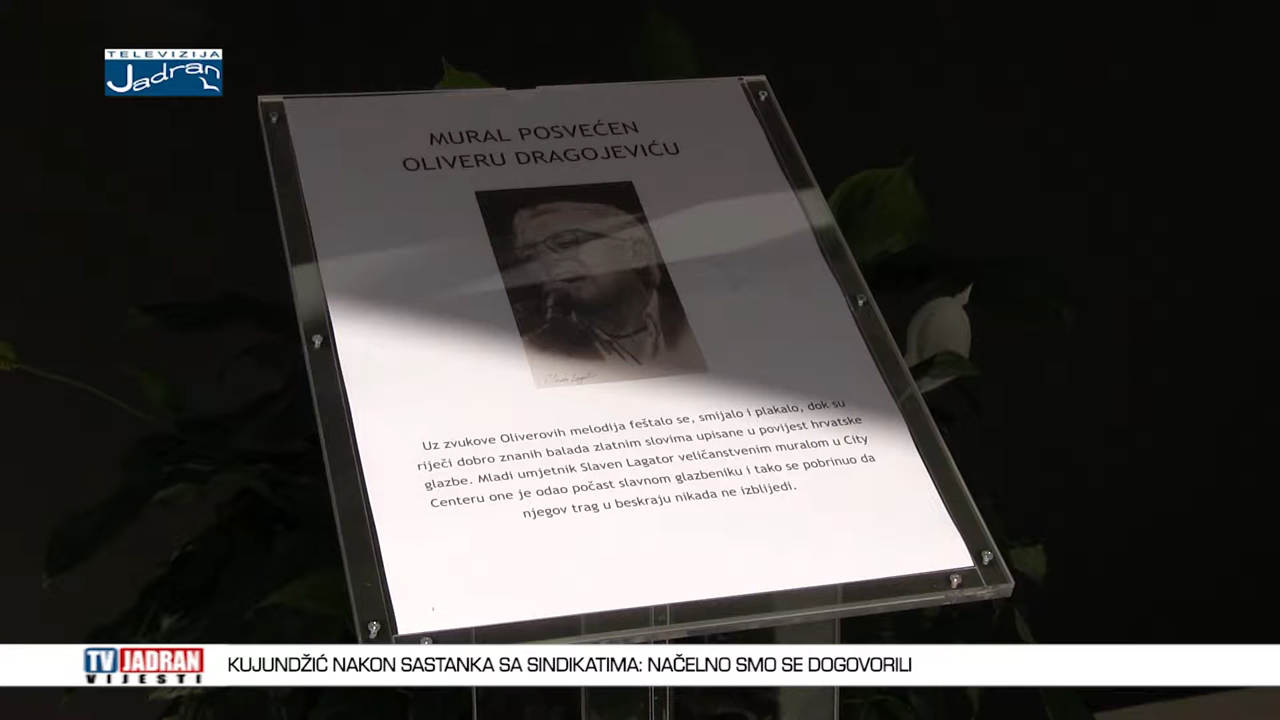 TELEVIZIJA
Jadran
MURAL POSVEĆEN
OLIVERU DRAGOJEVIĆU
Uz zvukove Oliverovih melodija feštalo se, smijalo i plakalo, dok su
riječi dobro znanih balada zlatnim slovima upisane u povijest hrvatske
glazbe. Mladi umjetnik Slaven Lagator veličanstvenim muralom u City
Centeru one je odao počast slavnom glazbeniku i tako se pobrinuo da
njegov trag u beskraju nikada ne izblijedi.
TV JADRAN
VIJESTI
KUJUNDŽIĆ NAKON SASTANKA SA SINDIKATIMA: NAČELNO SMO SE DOGOVORILI